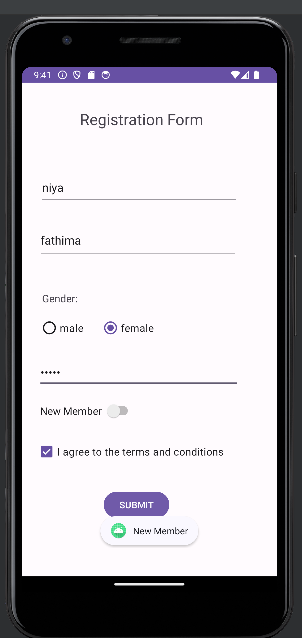 9:41
Registration Form
niya
fathima
Gender:
male female
•••••
New Member
I agree to the terms and conditions
SUBMIT
New Member